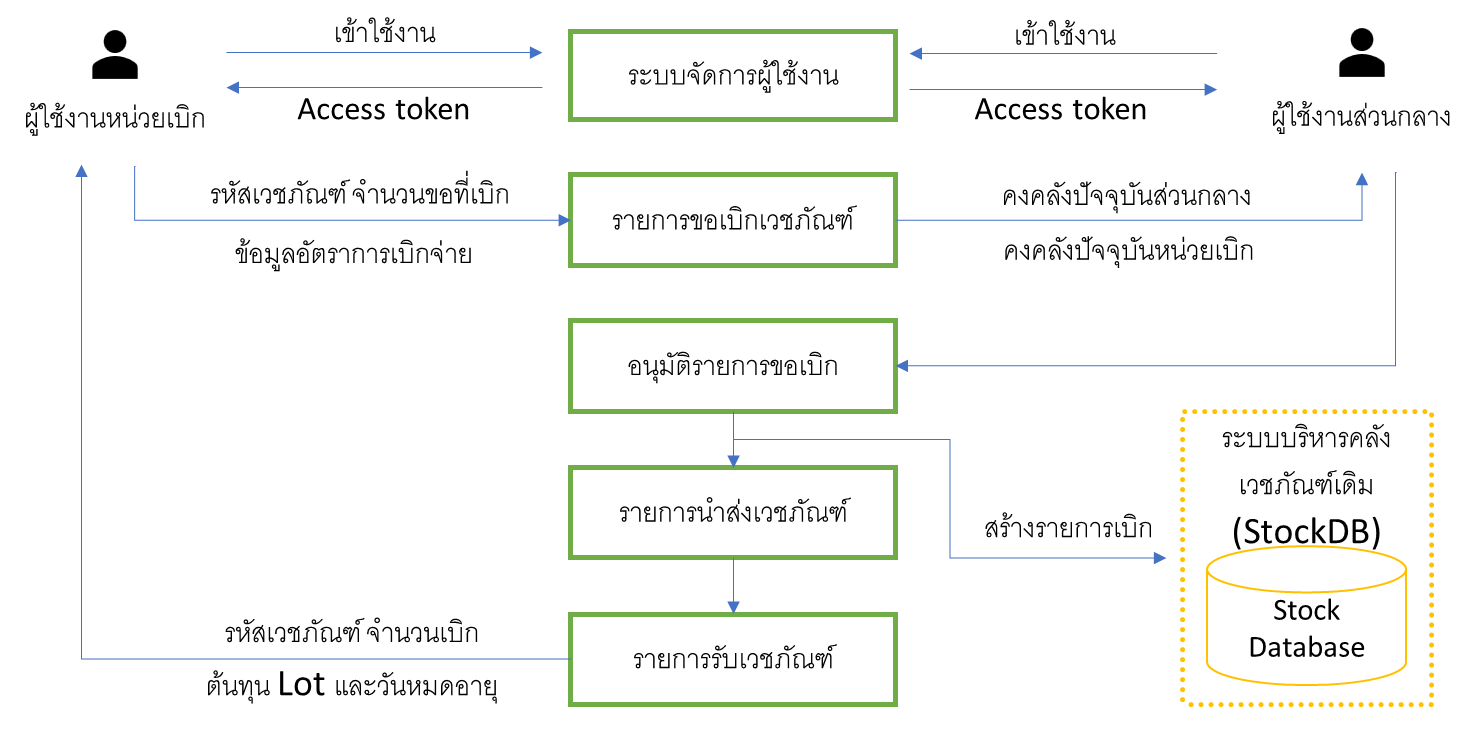 เข้าใช้งาน
เข้าใช้งาน
ระบบจัดการผู้ใช้งาน
Access token
Access token
ผู้ใช้งานหน่วยเบิก
ผู้ใช้งานส่วนกลาง
รหัสเวชภัณฑ์ จำนวนขอที่เบิก
คงคลังปัจจุบันส่วนกลาง
รายการขอเบิกเวชภัณฑ์
ข้อมูลอัตราการเบิกจ่าย
คงคลังปัจจุบันหน่วยเบิก
อนุมัติรายการขอเบิก
ระบบบริหารคลัง
เวชภัณฑ์เดิม
(StockDB)
รายการนำส่งเวชภัณฑ์
สร้างรายการเบิก
Stock
Database
รหัสเวชภัณฑ์ จำนวนเบิก
รายการรับเวชภัณฑ์
ต้นทุน Lot และวันหมดอายุ